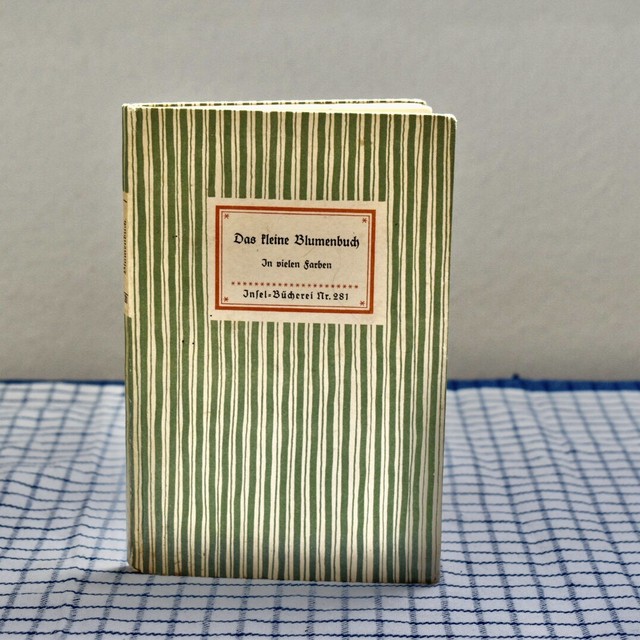 Das kleine Blumenbuch
In vielen Farben
Insel-Bücherei Nr. 281